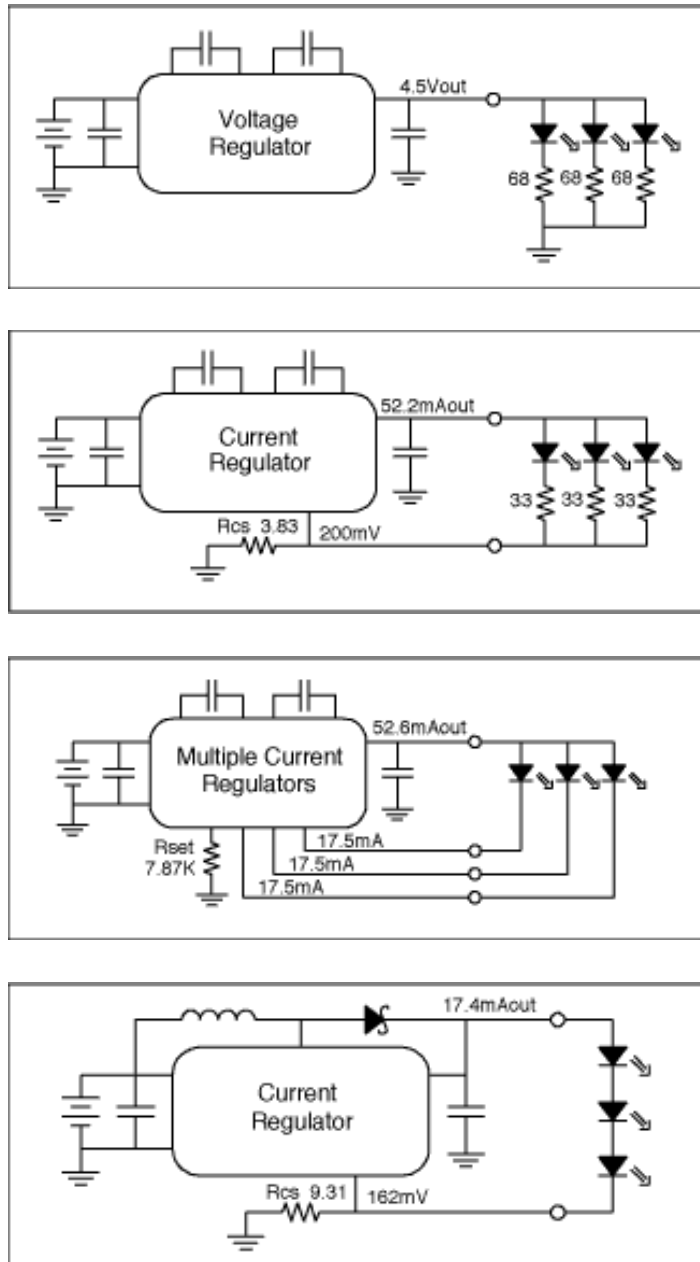 4.5Vout
Voltage
Regulator
68 68 68
52.2mAout
Current
Regulator
33 33 33
Rcs 3.83
200mV
52.6mAout
Multiple Current
Regulators
Rset
7.87K
17.5mA
17.5mA
17.5mA
17.4mAout
Current
Regulator
Rcs 9.31
162mV